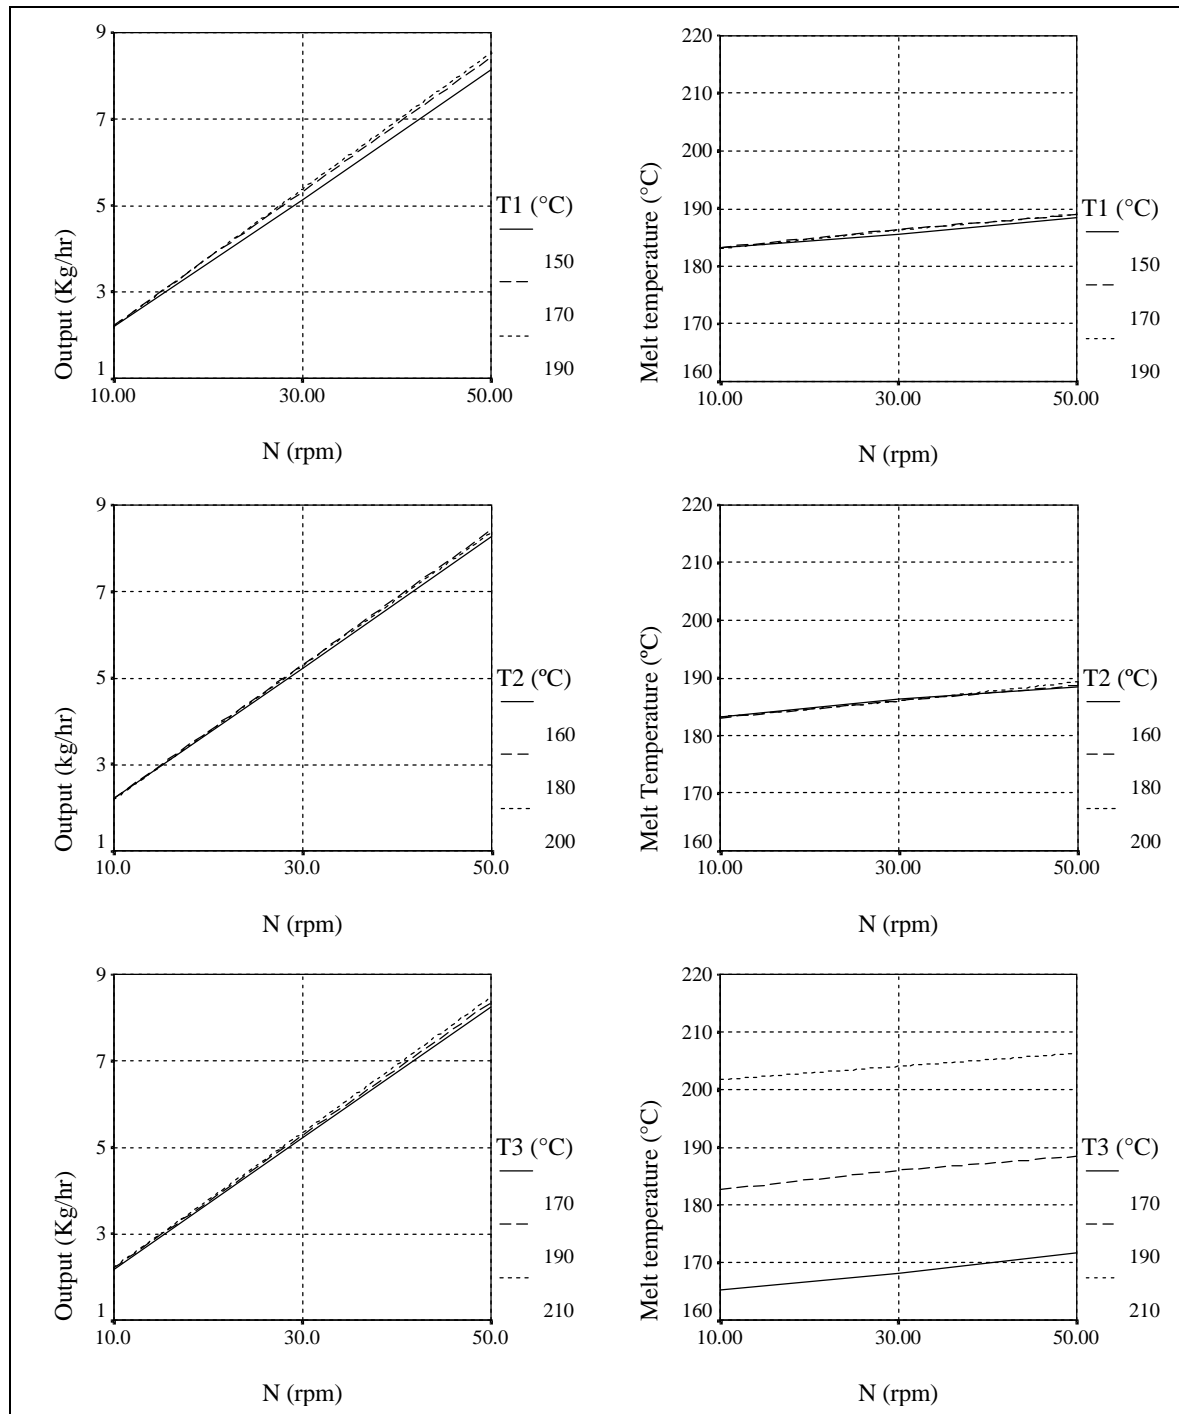 9
7
5
3
1
Output (Kg/hr)
10.00 30.00 50.00
N (rpm)
T1 (°C)
150
170
190
220
210
200
190
180
170
160
Melt temperature (°C)
10.00 30.00 50.00
N (rpm)
T1 (°C)
150
170
190
9
7
5
3
1
Output (kg/hr)
10.0 30.0 50.0
N (rpm)
T2 (ºC)
160
180
200
220
210
200
190
180
170
160
Melt Temperature (ºC)
10.00 30.00 50.00
N (rpm)
T2 (ºC)
160
180
200
9
7
5
3
1
Output (Kg/hr)
10.0 30.0 50.0
N (rpm)
T3 (°C)
170
190
210
220
210
200
190
180
170
160
Melt temperature (°C)
10.00 30.00 50.00
N (rpm)
T3 (°C)
170
190
210